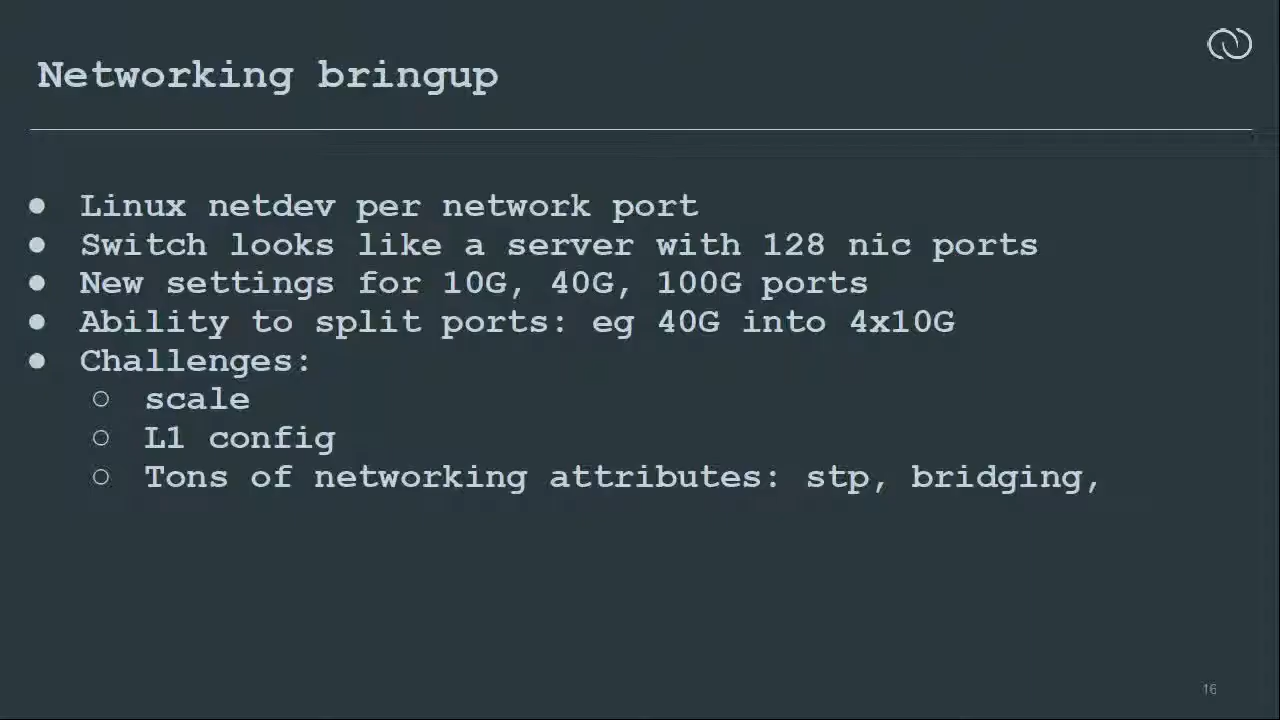 Networking bringup
● Linux netdev per network port
● Switch looks like a server with 128 nic ports
● New settings for 10G, 40G, 100G ports
● Ability to split ports: eg 40G into 4x10G
● Challenges:
○ scale
○ L1 config
○ Tons of networking attributes: stp, bridging,
16